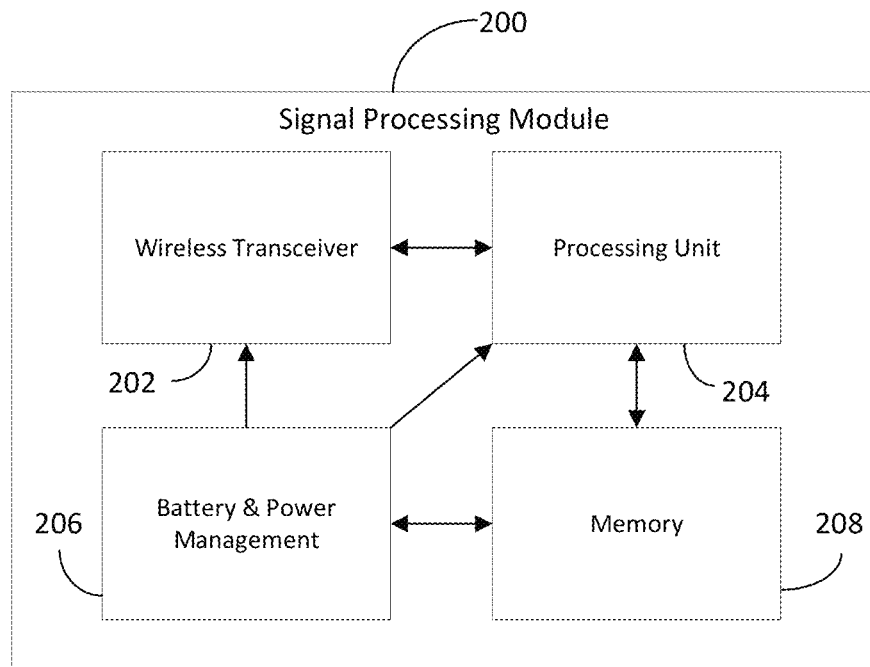 200
Signal Processing Module
Wireless Transceiver
Processing Unit
202
204
Battery & Power
Management
Memory
206
208